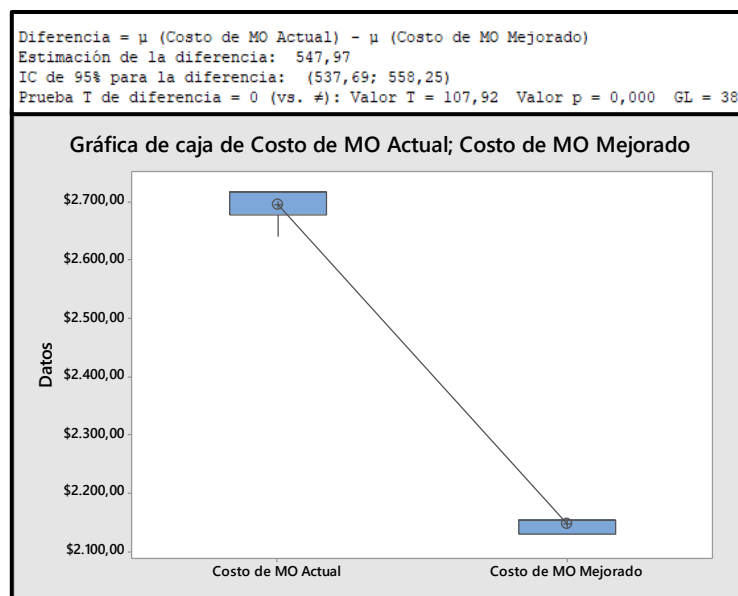 Diferencia = μ (Costo de MO Actual) - μ (Costo de MO Mejorado)
Estimación de la diferencia: 547,97
IC de 95% para la diferencia: (537,69; 558,25)
Prueba T de diferencia = 0 (vs. ≠): Valor T = 107,92 Valor p = 0,000 GL = 38
Gráfica de caja de Costo de MO Actual; Costo de MO Mejorado
$2.700,00
$2.600,00
$2.500,00
$2.400,00
$2.300,00
$2.200,00
$2.100,00
Datos
Costo de MO Actual
Costo de MO Mejorado